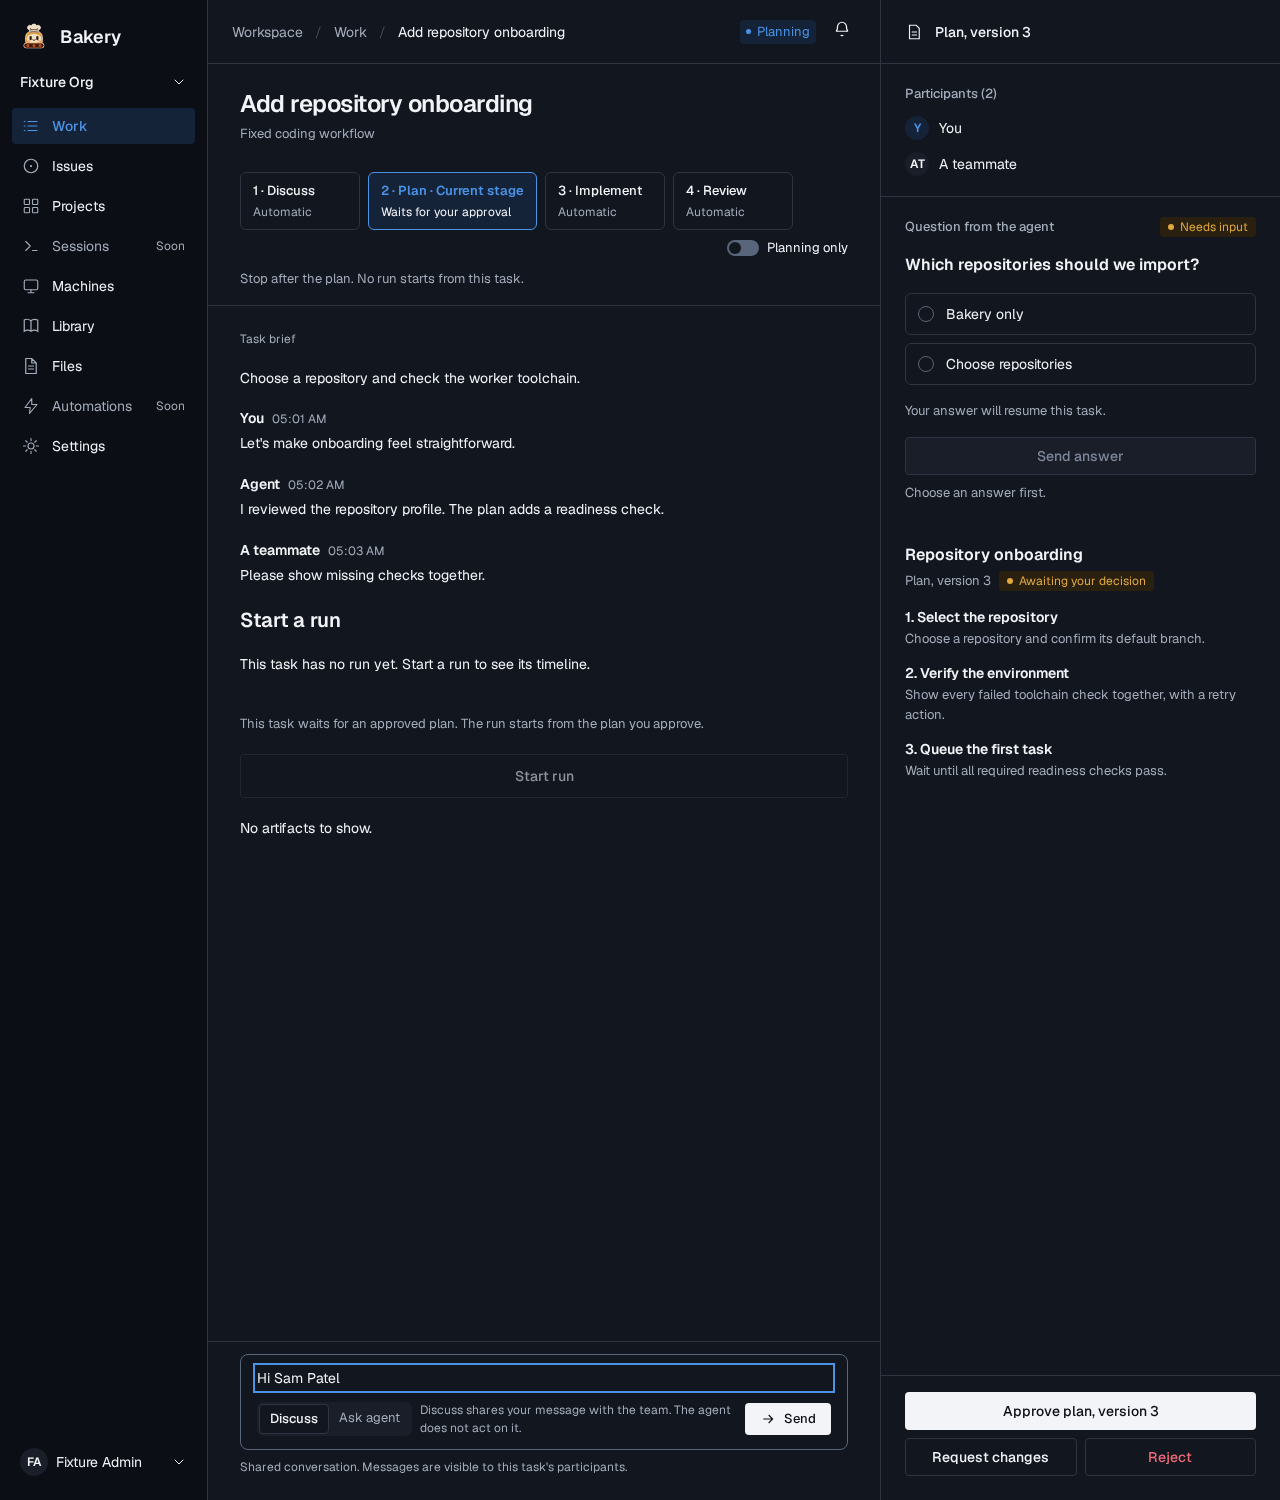 Bakery
Fixture Org
Work
Issues
Projects
Sessions Soon
Machines
Library
Files
Automations Soon
Settings
FA Fixture Admin
Workspace / Work / Add repository onboarding
Planning
Add repository onboarding
Fixed coding workflow
1 · Discuss
Automatic
2 · Plan · Current stage
Waits for your approval
3 · Implement
Automatic
4 · Review
Automatic
Planning only
Stop after the plan. No run starts from this task.
Task brief
Choose a repository and check the worker toolchain.
You 05:01 AM
Let's make onboarding feel straightforward.
Agent 05:02 AM
I reviewed the repository profile. The plan adds a readiness check.
A teammate 05:03 AM
Please show missing checks together.
Start a run
This task has no run yet. Start a run to see its timeline.
This task waits for an approved plan. The run starts from the plan you approve.
Start run
No artifacts to show.
Hi Sam Patel
Discuss
Ask agent
Discuss shares your message with the team. The agent
does not act on it.
Send
Shared conversation. Messages are visible to this task's participants.
Plan, version 3
Participants (2)
Y You
AT A teammate
Question from the agent
Needs input
Which repositories should we import?
Bakery only
Choose repositories
Your answer will resume this task.
Send answer
Choose an answer first.
Repository onboarding
Plan, version 3 Awaiting your decision
1. Select the repository
Choose a repository and confirm its default branch.
2. Verify the environment
Show every failed toolchain check together, with a retry
action.
3. Queue the first task
Wait until all required readiness checks pass.
Approve plan, version 3
Request changes
Reject